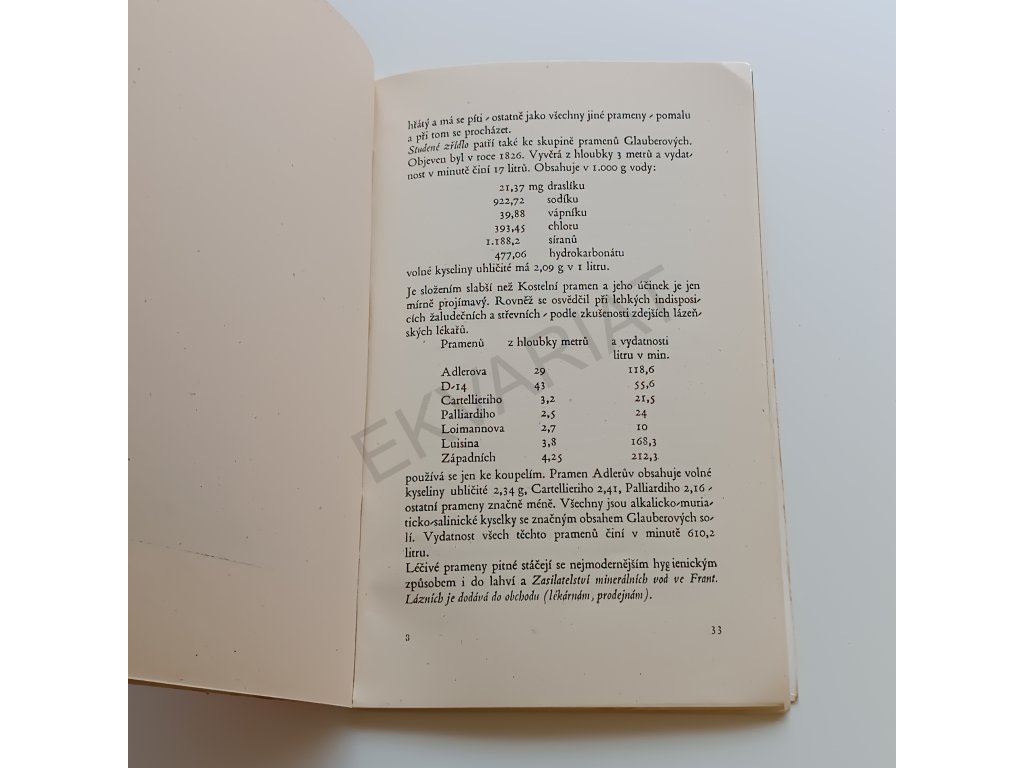 hřátý a má se píti - ostatně jako všechny jiné prameny - pomalu
a při tom se procházet.
Studené zřídlo patří také ke skupině pramenů Glauberových.
Objeven byl v roce 1826. Vyvěrá z hloubky 3 metrů a vydat-
nost v minutě činí 17 litrů. Obsahuje v 1.000 g vody:
21,37 mg draslíku
922,72 sodíku
39,88 vápníku
393,45 chloru
1.188,2 síranů
477,06 hydrokarbonátu
volné kyseliny uhličité má 2,09 g v 1 litru.
Je složením slabší než Kostelní pramen a jeho účinek je jen
mírně projímavý. Rovněž se osvědčil při lehkých indisposi-
cích žaludečních a střevních - podle zkušenosti zdejších lázeň-
ských lékařů.
Pramenů z hloubky metrů a vydatnosti
litru v min.
Adlerova 29 118,6
D-14 43 55,6
Cartellieriho 3,2 21,5
Palliardiho 2,5 24
Loimannova 2,7 10
Luisina 3,8 168,3
Západních 4,25 212,3
používá se jen ke koupelím. Pramen Adlerův obsahuje volné
kyseliny uhličité 2,34 g, Cartellieriho 2,41, Palliardiho 2,16 -
ostatní prameny značně méně. Všechny jsou alkalicko-muria-
ticko-salinické kyselky se značným obsahem Glauberových so-
lí. Vydatnost všech těchto pramenů činí v minutě 610,2
litru.
Léčivé prameny pitné stáčejí se nejmodernějším hygienickým
způsobem i do lahví a Zasilatelství minerálních vod ve Frant.
Lázních je dodává do obchodu (lékárnám, prodejnám).
3 33
EKVARIAT